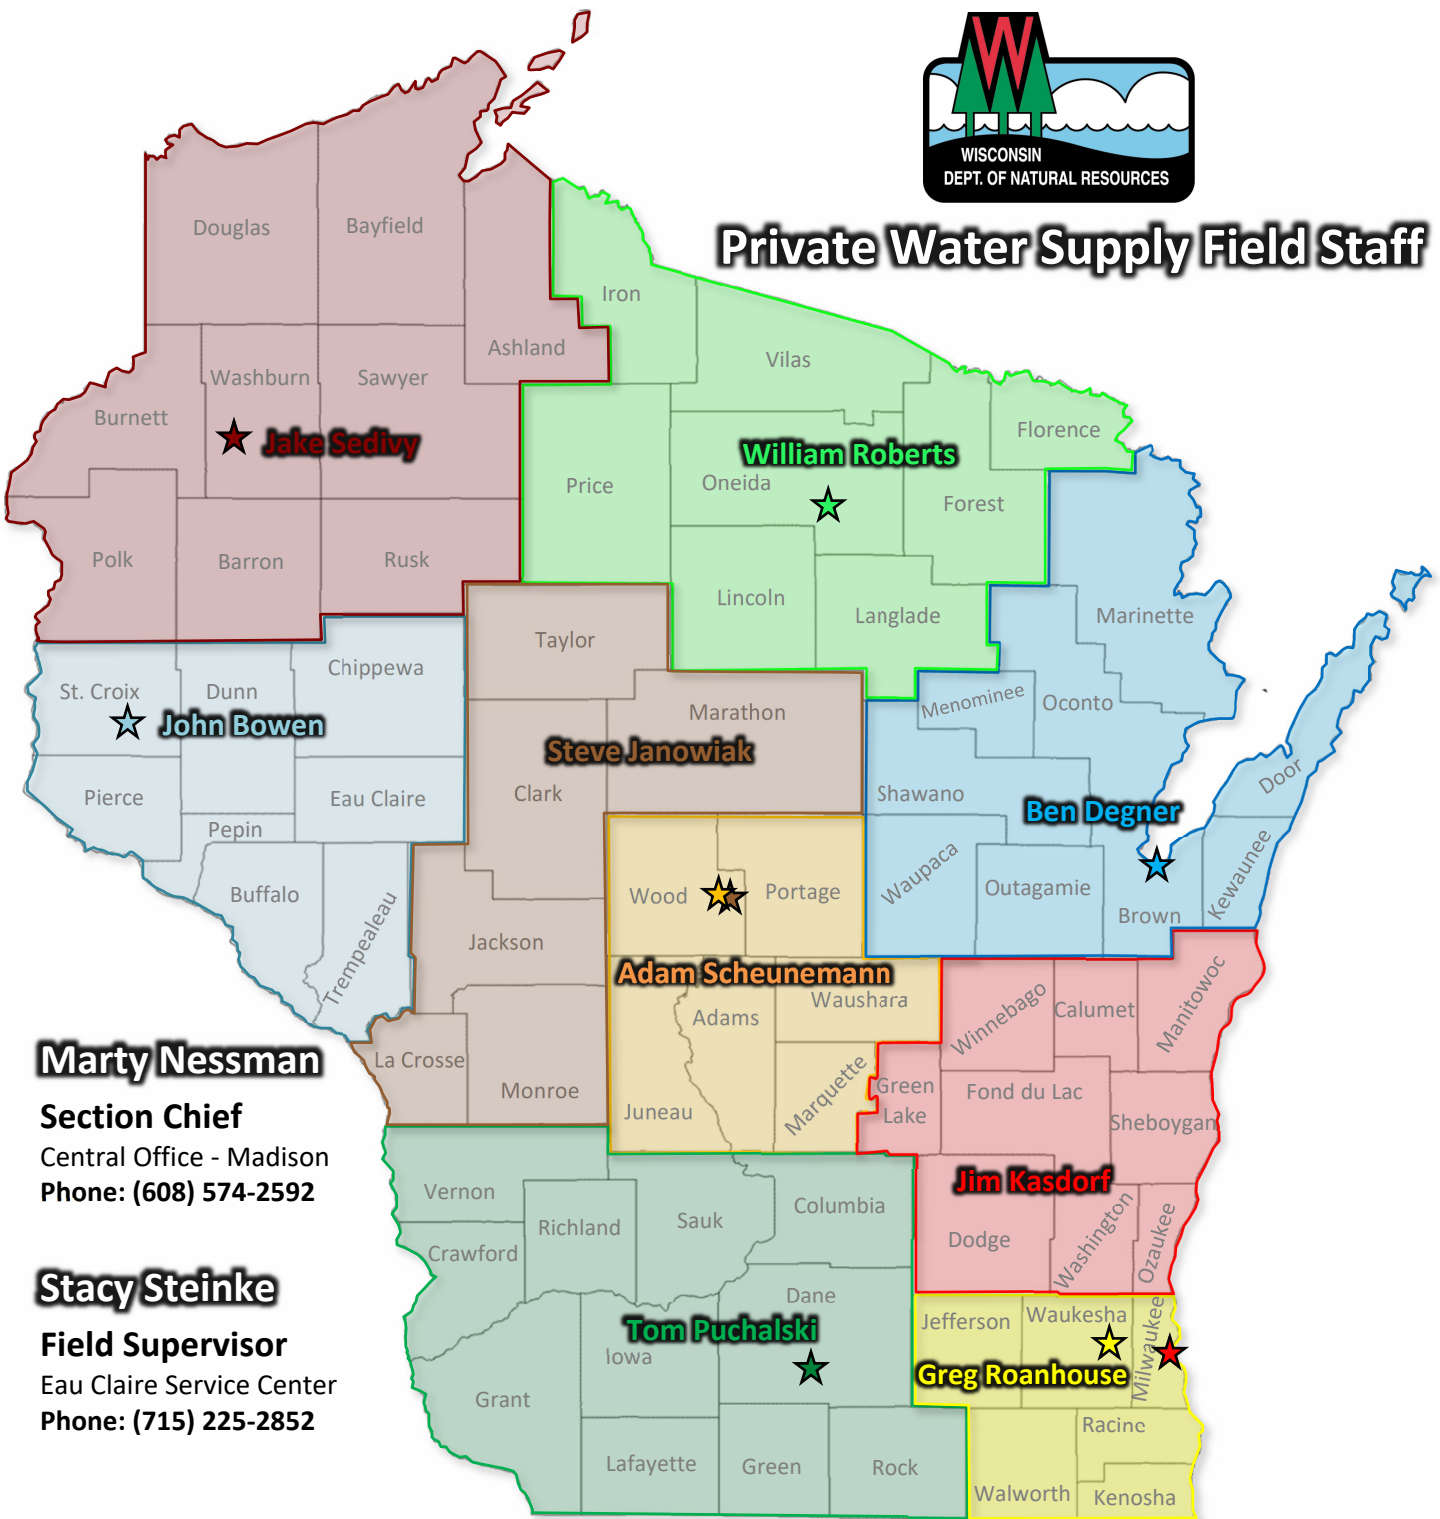 W
WISCONSIN
DEPT. OF NATURAL RESOURCES
Private Water Supply Field Staff
Douglas
Bayfield
Iron
Ashland
Vilas
Washburn
Sawyer
Burnett
Florence
Jake Sedivy
William Roberts
Price
Oneida
Forest
Polk
Barron
Rusk
Lincoln
Langlade
Marinette
Taylor
Chippewa
St. Croix
Dunn
Menominee
Oconto
Marathon
John Bowen
Steve Janowiak
Door
Pierce
Eau Claire
Clark
Shawano
Ben Degner
Pepin
Waupaca
Kewaunee
Buffalo
Wood
Portage
Outagamie
Brown
Trempealeau
Jackson
Adam Scheunemann
Waushara
Adams
Winnebago
Calumet
Manitowoc
La Crosse
Monroe
Juneau
Marquette
Green
Lake
Fond du Lac
Sheboygan
Jim Kasdorf
Marty Nessman
Section Chief
Central Office - Madison
Phone: (608) 574-2592
Vernon
Richland
Sauk
Columbia
Crawford
Dodge
Washington
Ozaukee
Stacy Steinke
Field Supervisor
Eau Claire Service Center
Phone: (715) 225-2852
Dane
Tom Puchalski
Iowa
Grant
Jefferson
Waukesha
Milwaukee
Greg Roanhouse
Lafayette
Green
Rock
Racine
Walworth
Kenosha